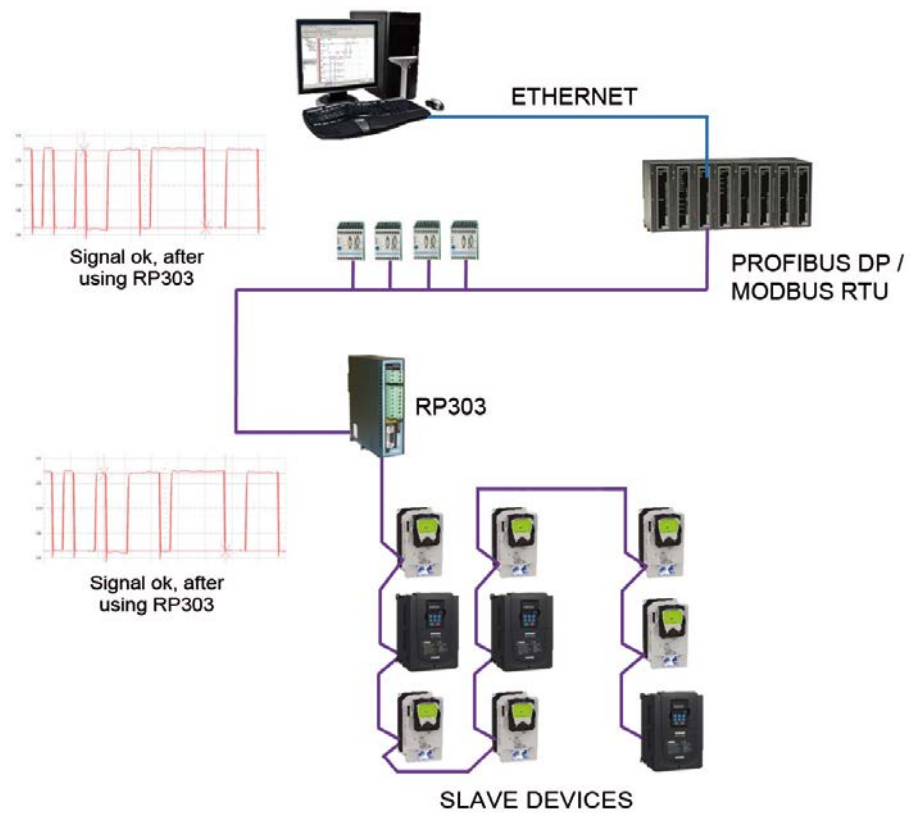 ETHERNET
Signal ok, after
using RP303
PROFIBUS DP /
MODBUS RTU
RP303
Signal ok, after
using RP303
SLAVE DEVICES